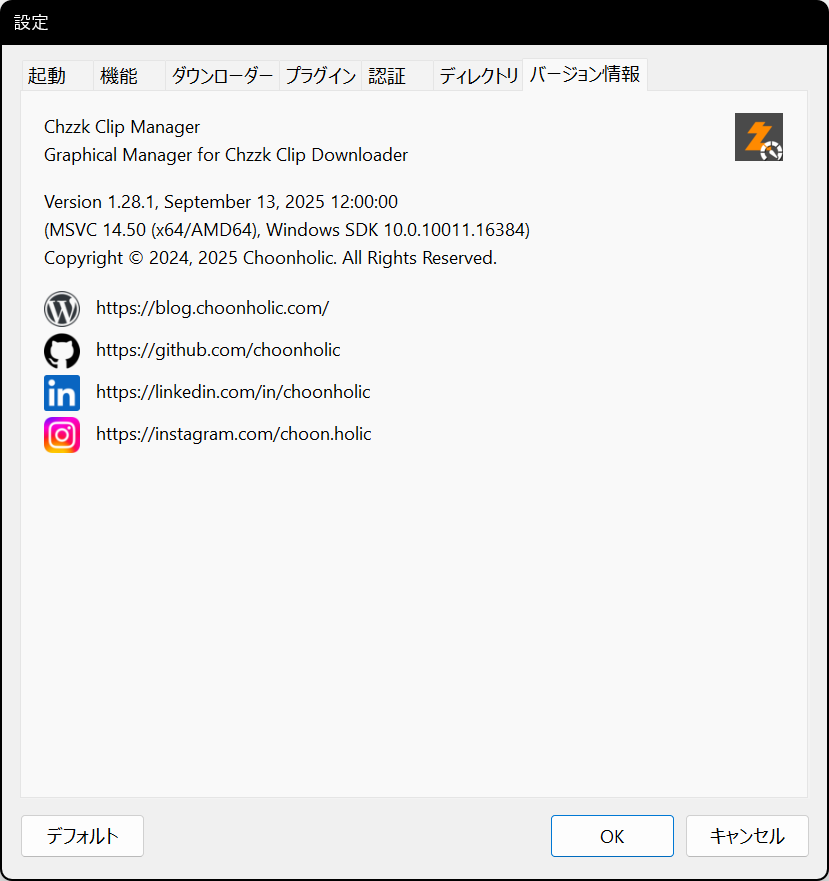 設定
起動 機能 ダウンローダー プラグイン 認証 ディレクトリ バージョン情報
Chzzk Clip Manager
Graphical Manager for Chzzk Clip Downloader
Version 1.28.1, September 13, 2025 12:00:00
(MSVC 14.50 (x64/AMD64), Windows SDK 10.0.10011.16384)
Copyright © 2024, 2025 Choonholic. All Rights Reserved.
https://blog.choonholic.com/
https://github.com/choonholic
https://linkedin.com/in/choonholic
https://instagram.com/choon.holic
デフォルト OK キャンセル